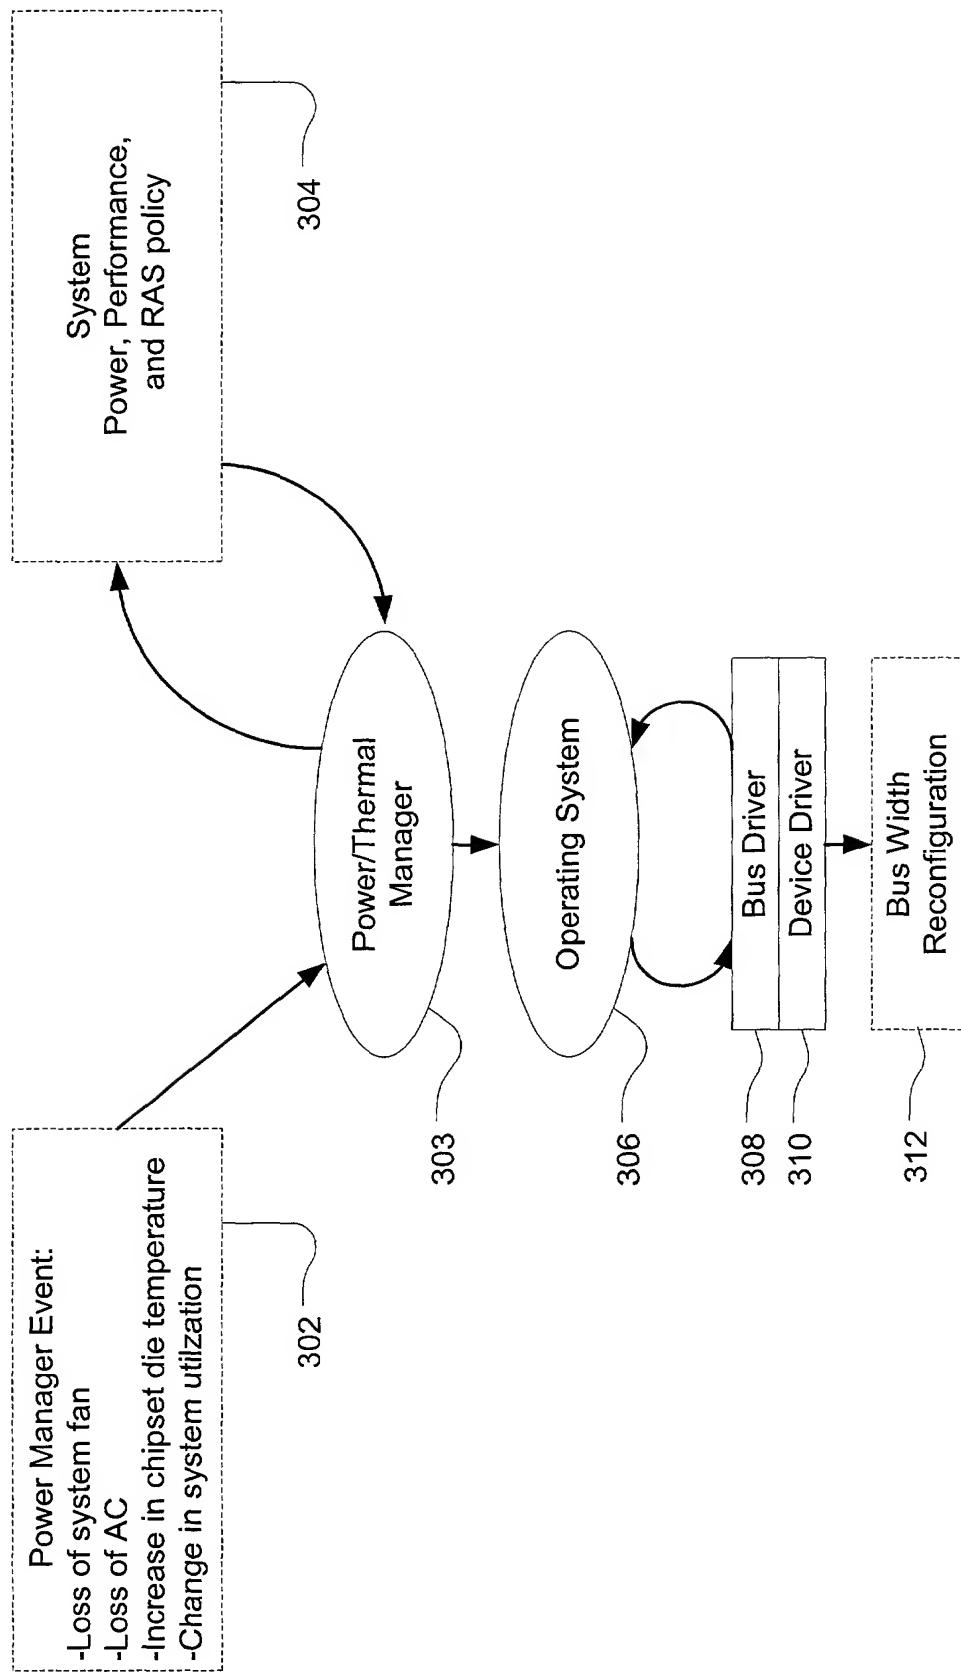 Power Manager Event:
-Loss of system fan
-Loss of AC
-Increase in chipset die temperature
-Change in system utilzation
302
System
Power, Performance,
and RAS policy
304
Power/Thermal
Manager
303
Operating System
306
Bus Driver
308
Device Driver
310
Bus Width
Reconfiguration
312